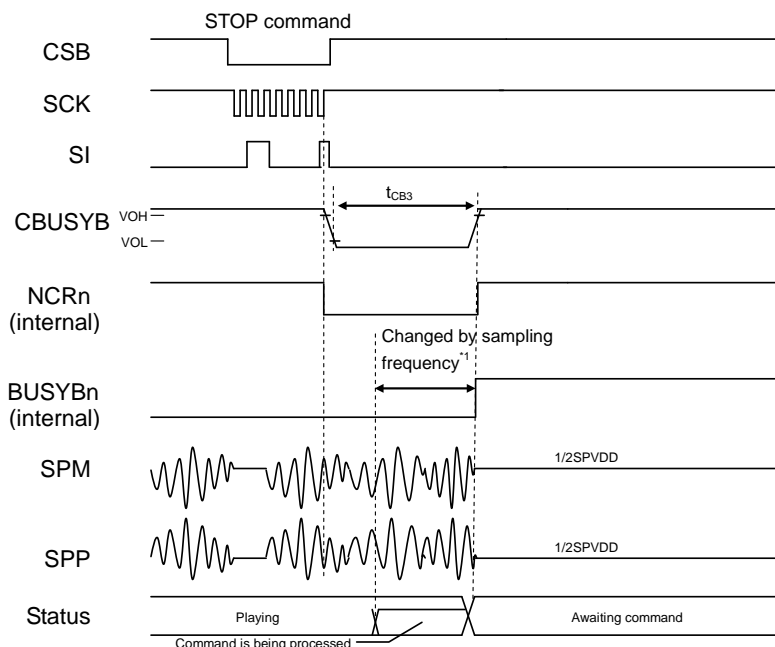 STOP command
CSB
SCK
SI
tCB3
VOH
CBUSYB
VOL
NCRn
(internal)
Changed by sampling
frequency*1
BUSYBn
(internal)
SPM
1/2SPVDD
SPP
1/2SPVDD
Status
Playing
Awaiting command
Command is being processed